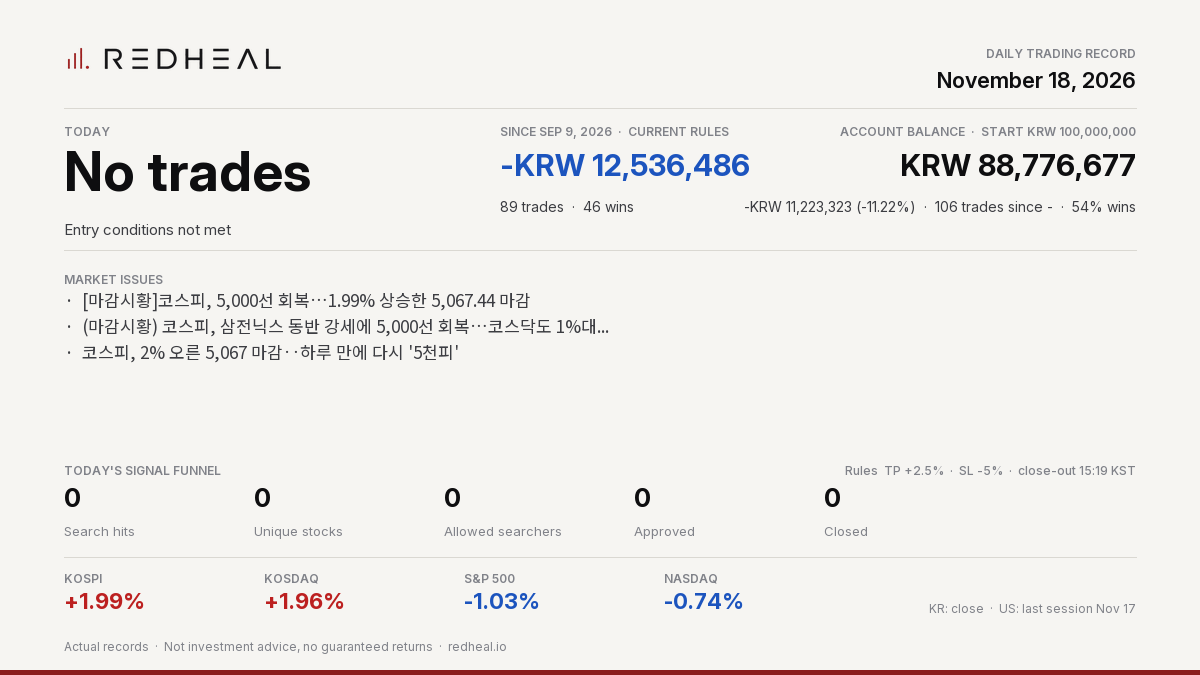 REDHEAL
DAILY TRADING RECORD
November 18, 2026
TODAY
No trades
Entry conditions not met
SINCE SEP 9, 2026 · CURRENT RULES
-KRW 12,536,486
89 trades · 46 wins
ACCOUNT BALANCE · START KRW 100,000,000
KRW 88,776,677
-KRW 11,223,323 (-11.22%) · 106 trades since - · 54% wins
MARKET ISSUES
· [마감시황]코스피, 5,000선 회복…1.99% 상승한 5,067.44 마감
· (마감시황) 코스피, 삼전닉스 동반 강세에 5,000선 회복…코스닥도 1%대...
· 코스피, 2% 오른 5,067 마감‥하루 만에 다시 '5천피'
TODAY'S SIGNAL FUNNEL
Rules TP +2.5% · SL -5% · close-out 15:19 KST
0 0 0 0 0
Search hits Unique stocks Allowed searchers Approved Closed
KOSPI KOSDAQ S&P 500 NASDAQ
+1.99% +1.96% -1.03% -0.74%
KR: close · US: last session Nov 17
Actual records · Not investment advice, no guaranteed returns · redheal.io